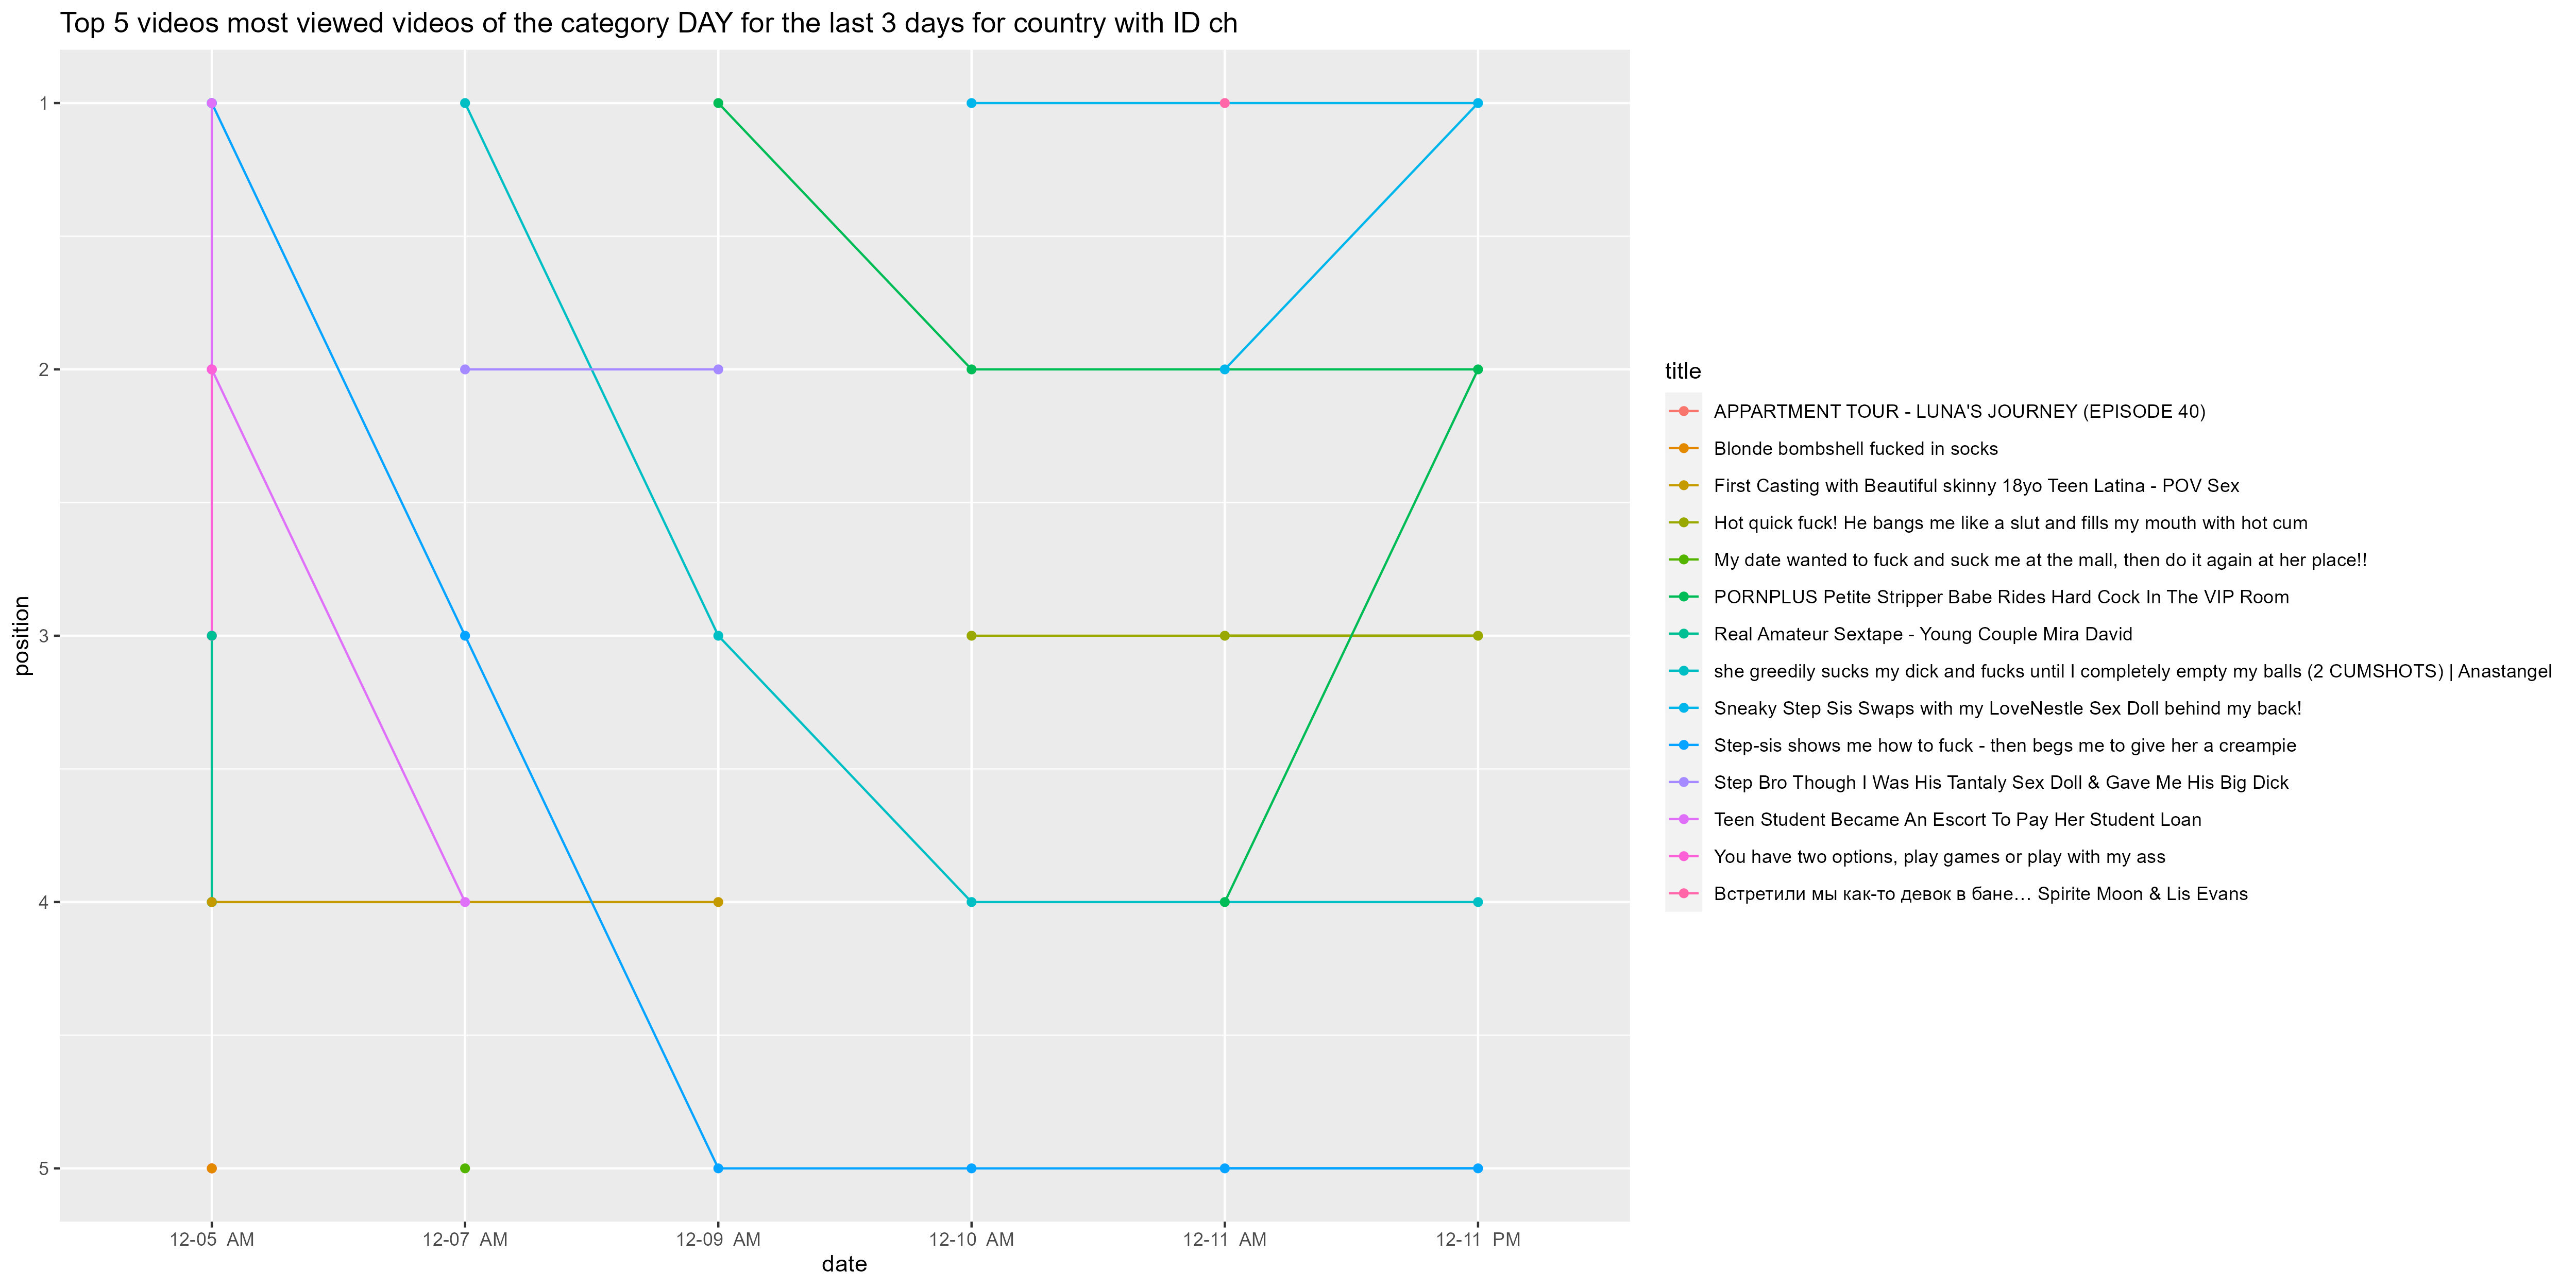 Top 5 videos most viewed videos of the category DAY for the last 3 days for country with ID ch
1
2
3
4
5
position
12-05 AM
12-07 AM
12-09 AM
12-10 AM
12-11 AM
12-11 PM
date
title
APPARTMENT TOUR - LUNA'S JOURNEY (EPISODE 40)
Blonde bombshell fucked in socks
First Casting with Beautiful skinny 18yo Teen Latina - POV Sex
Hot quick fuck! He bangs me like a slut and fills my mouth with hot cum
My date wanted to fuck and suck me at the mall, then do it again at her place!!
PORNPLUS Petite Stripper Babe Rides Hard Cock In The VIP Room
Real Amateur Sextape - Young Couple Mira David
she greedily sucks my dick and fucks until I completely empty my balls (2 CUMSHOTS) | Anastangel
Sneaky Step Sis Swaps with my LoveNestle Sex Doll behind my back!
Step-sis shows me how to fuck - then begs me to give her a creampie
Step Bro Though I Was His Tantaly Sex Doll & Gave Me His Big Dick
Teen Student Became An Escort To Pay Her Student Loan
You have two options, play games or play with my ass
Встретили мы как-то девок в бане… Spirite Moon & Lis Evans